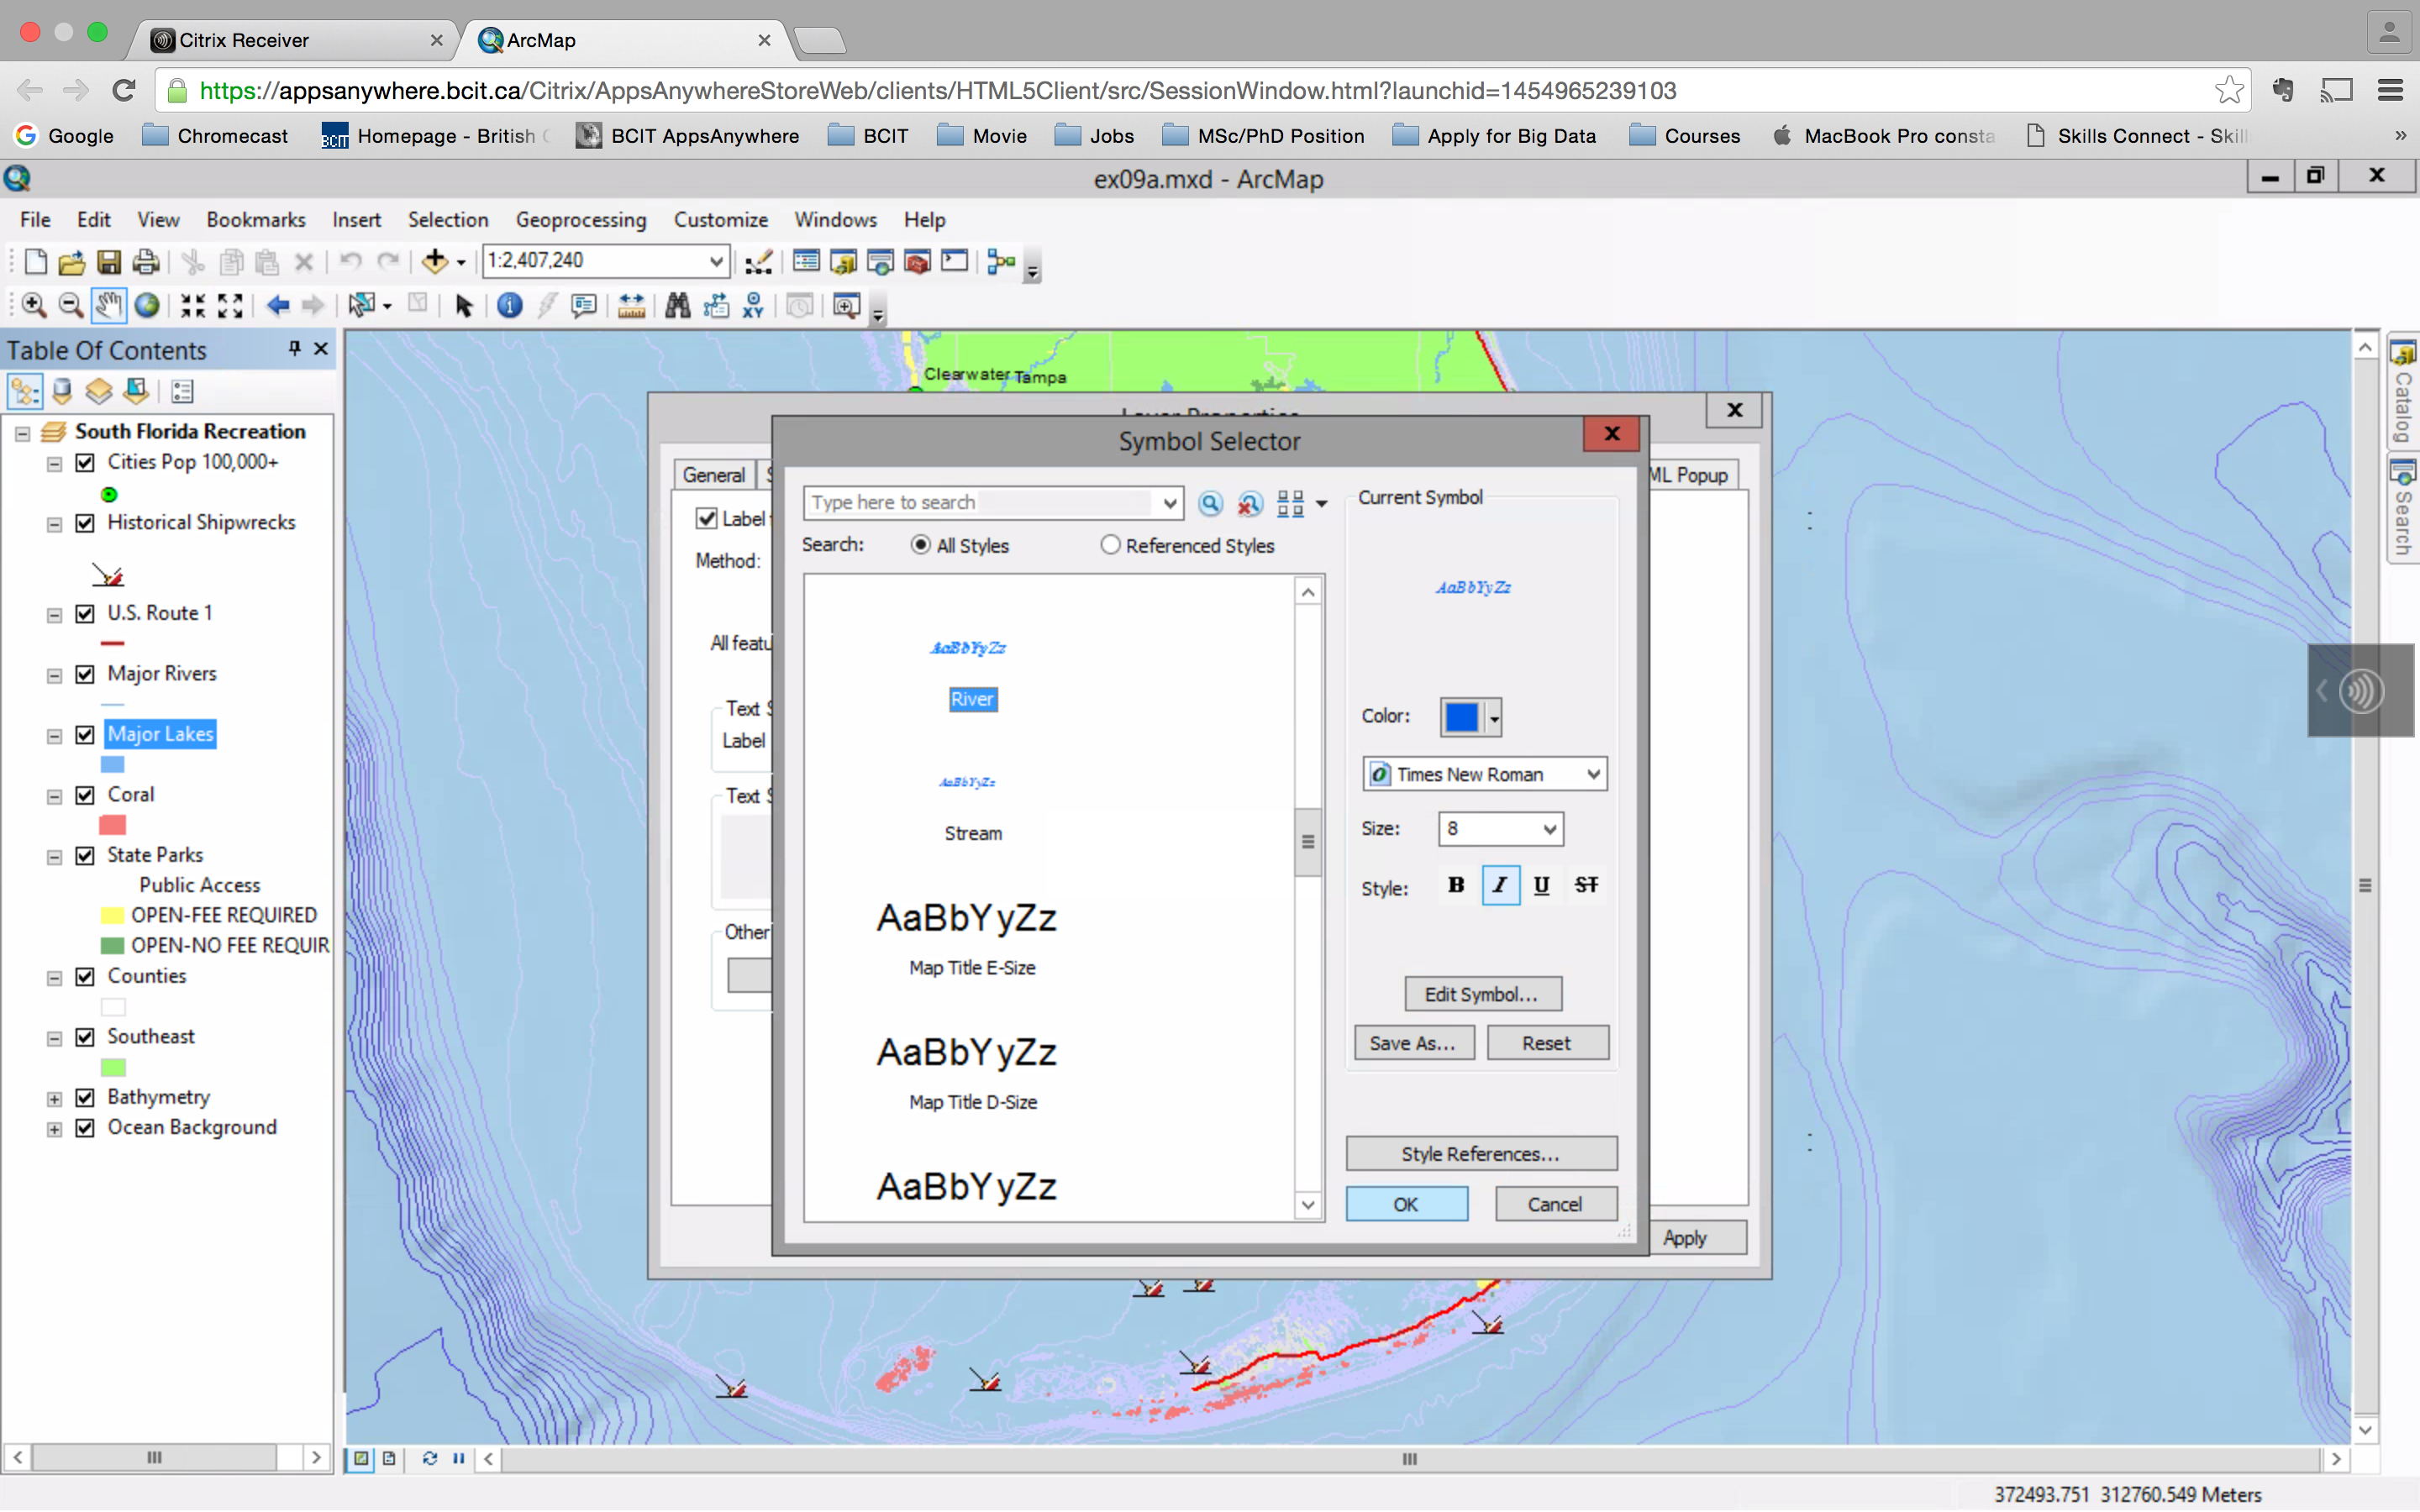 Citrix Receiver
ArcMap
https://appsanywhere.bcit.ca/Citrix/AppsAnywhereStoreWeb/clients/HTML5Client/src/SessionWindow.html?launchid=1454965239103
Google Chromecast Homepage - British BCIT AppsAnywhere BCIT Movie Jobs MSc/PhD Position Apply for Big Data Courses MacBook Pro consta Skills Connect - Skill »
ex09a.mxd - ArcMap
File Edit View Bookmarks Insert Selection Geoprocessing Customize Windows Help
1:2,407,240
XY
Table Of Contents
South Florida Recreation
Cities Pop 100,000+
Historical Shipwrecks
U.S. Route 1
Major Rivers
Major Lakes
Coral
State Parks
Public Access
OPEN-FEE REQUIRED
OPEN-NO FEE REQUIR
Counties
Southeast
Bathymetry
Ocean Background
Clearwater Tampa
Layer Properties
General
ML Popup
Label
Method:
All featu
Text S
Label
Text S
Other
Apply
Symbol Selector
Type here to search
Search: All Styles Referenced Styles
AaBbYyZz
River
AaBbYyZz
Stream
AaBbYyZz
Map Title E-Size
AaBbYyZz
Map Title D-Size
AaBbYyZz
Current Symbol
AaBbYyZz
Color:
Times New Roman
Size: 8
Style: B I U ST
Edit Symbol...
Save As... Reset
Style References...
OK Cancel
Catalog
Search
372493.751 312760.549 Meters